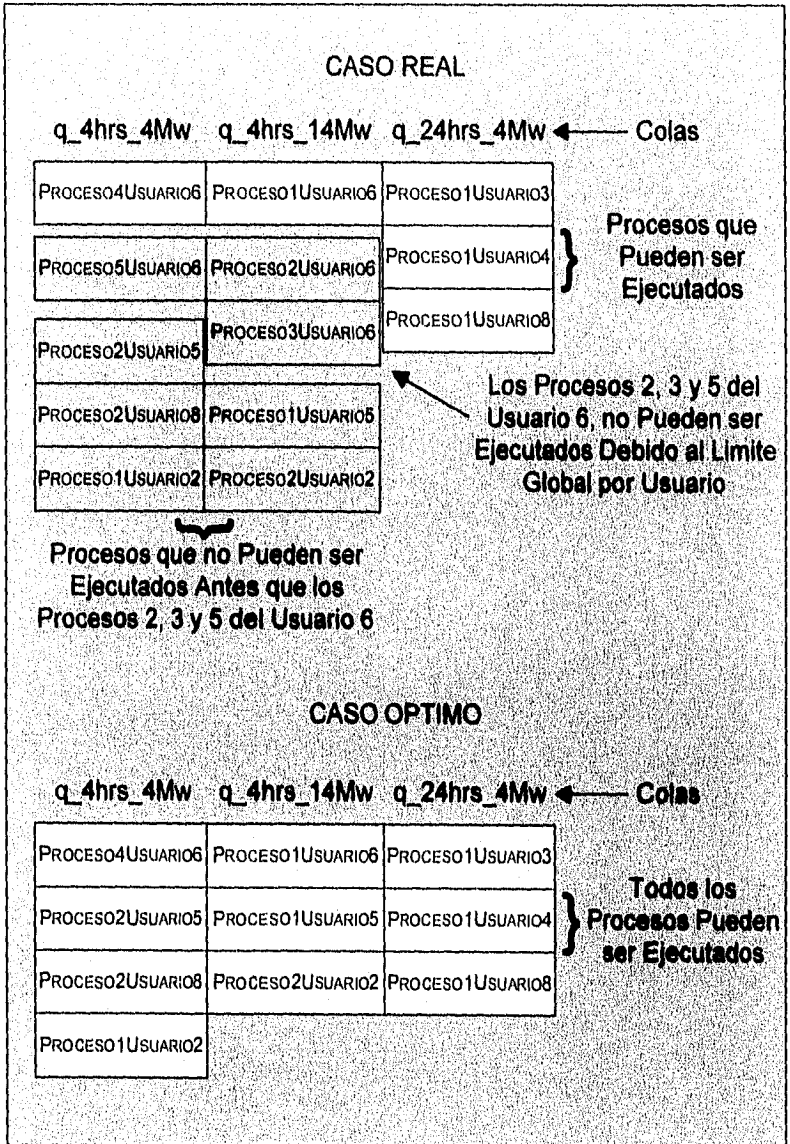 CASO REAL
q_4hrs_4Mw q_4hrs_14Mw q_24hrs_4Mw Colas
PROCESO4USUARIO6 PROCESO1USUARIO6 PROCESO1USUARIO3
PROCESO5USUARIO6 PROCESO2USUARIO6 PROCESO1USUARIO4
PROCESO2USUARIO5 PROCESO3USUARIO6 PROCESO1USUARIO8
PROCESO2USUARIO8 PROCESO1USUARIO5
PROCESO1USUARIO2 PROCESO2USUARIO2
Procesos que
Pueden ser
Ejecutados
Los Procesos 2, 3 y 5 del
Usuario 6, no Pueden ser
Ejecutados Debido al Limite
Global por Usuario
Procesos que no Pueden ser
Ejecutados Antes que los
Procesos 2, 3 y 5 del Usuario 6
CASO OPTIMO
q_4hrs_4Mw q_4hrs_14Mw q_24hrs_4Mw Colas
PROCESO4USUARIO6 PROCESO1USUARIO6 PROCESO1USUARIO3
PROCESO2USUARIO5 PROCESO1USUARIO5 PROCESO1USUARIO4
PROCESO2USUARIO8 PROCESO2USUARIO2 PROCESO1USUARIO8
PROCESO1USUARIO2
Todos los
Procesos Pueden
ser Ejecutados